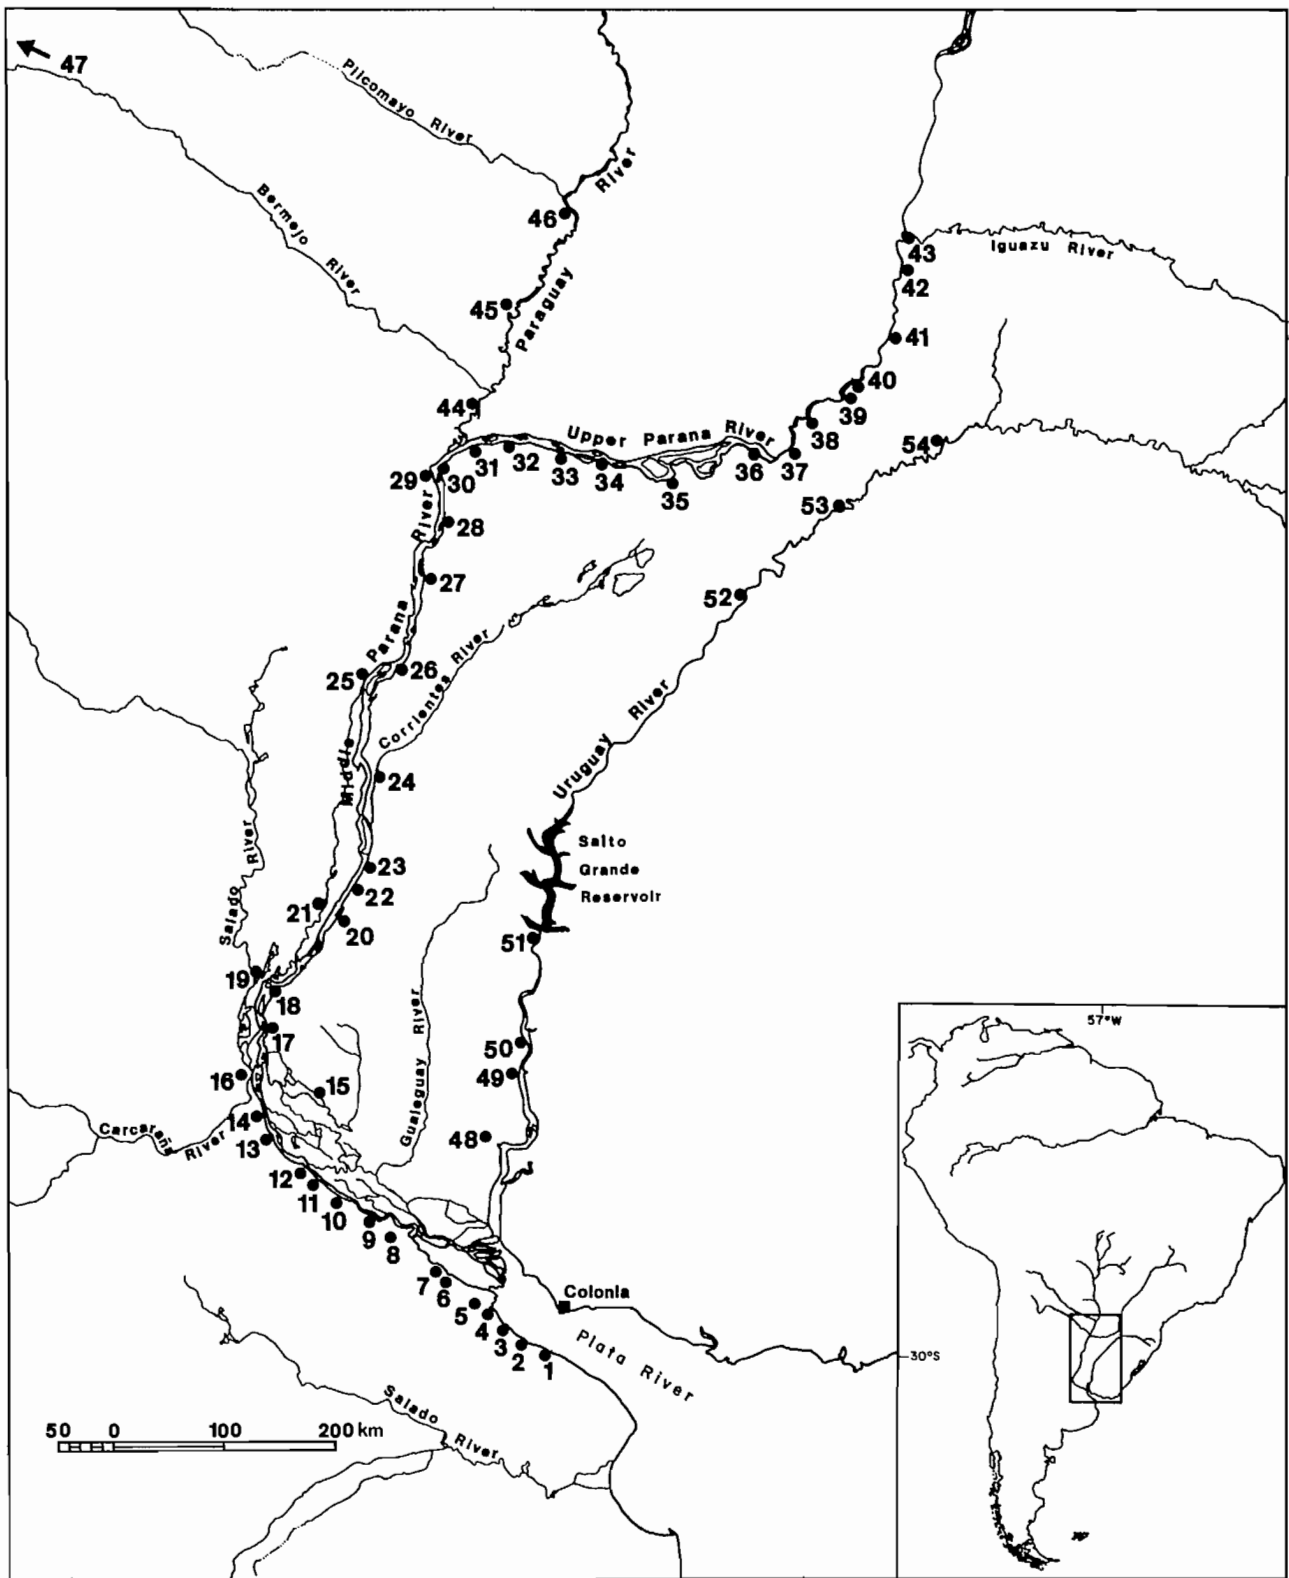 47
Pilcomayo River
Bermejo River
46
River
Paraguay
45
44
43
Iguazu River
42
41
40
39
38
Upper Parana River
37
36
35
34
33
32
31
30
29
River
28
27
Parana
26
25
Middle
Corrientes River
24
54
53
52
Uruguay River
Salto
Grande
Reservoir
51
50
49
48
Salado River
23
22
21
20
19
18
17
16
15
14
13
Carcaraña River
Gualeguay River
12
11
10
9
8
7
6
5
4
3
2
1
Colonia
Plata River
Salado River
50 0 100 200 km
57°W
30°S